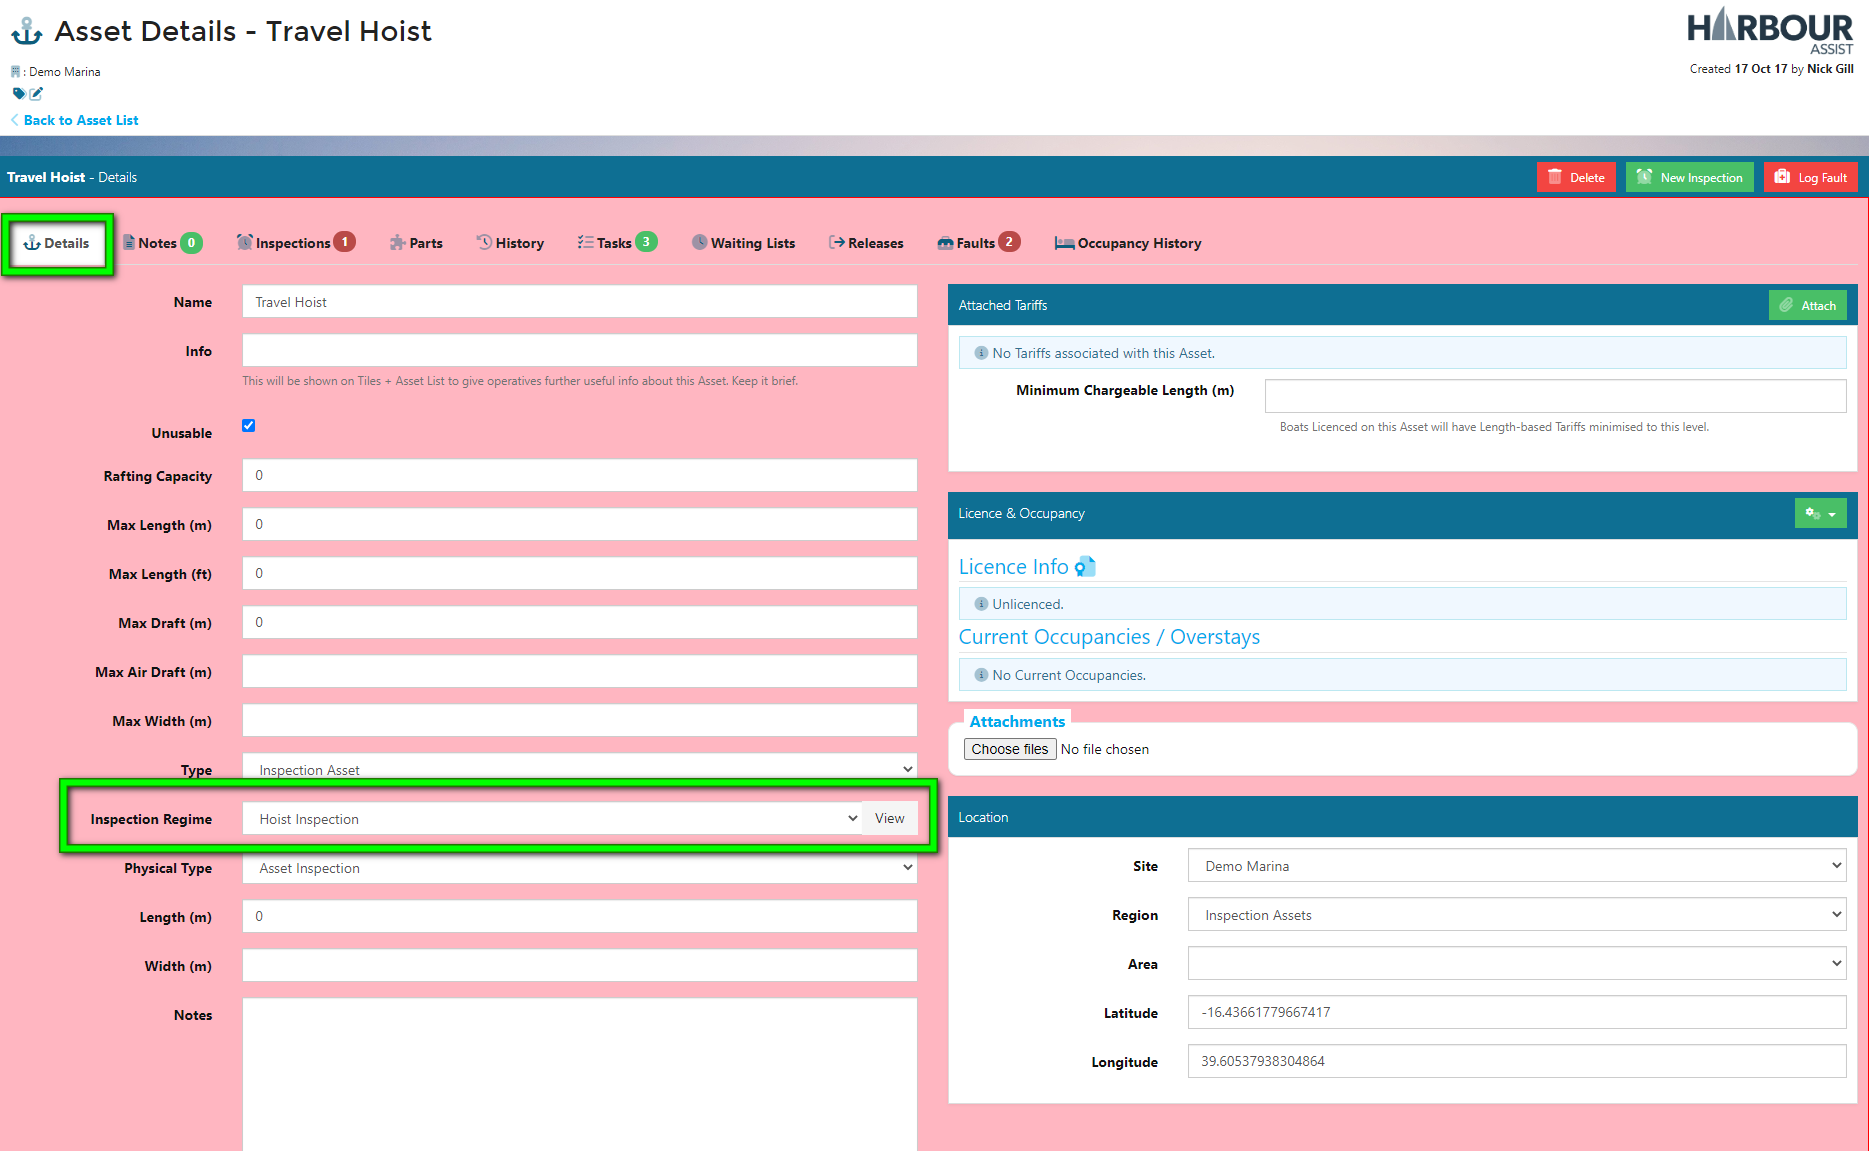 Asset Details - Travel Hoist
HARBOUR
ASSIST
: Demo Marina
Created 17 Oct 17 by Nick Gill
Back to Asset List
Travel Hoist - Details
Delete
New Inspection
Log Fault
Details
Notes 0
Inspections 1
Parts
History
Tasks 3
Waiting Lists
Releases
Faults 2
Occupancy History
Name
Travel Hoist
Info
This will be shown on Tiles + Asset List to give operatives further useful info about this Asset. Keep it brief.
Unusable
Rafting Capacity
0
Max Length (m)
0
Max Length (ft)
0
Max Draft (m)
0
Max Air Draft (m)
Max Width (m)
Type
Inspection Asset
Inspection Regime
Hoist Inspection
View
Physical Type
Asset Inspection
Length (m)
0
Width (m)
Notes
Attached Tariffs
Attach
No Tariffs associated with this Asset.
Minimum Chargeable Length (m)
Boats Licenced on this Asset will have Length-based Tariffs minimised to this level.
Licence & Occupancy
Licence Info
Unlicenced.
Current Occupancies / Overstays
No Current Occupancies.
Attachments
Choose files No file chosen
Location
Site
Demo Marina
Region
Inspection Assets
Area
Latitude
-16.43661779667417
Longitude
39.60537938304864